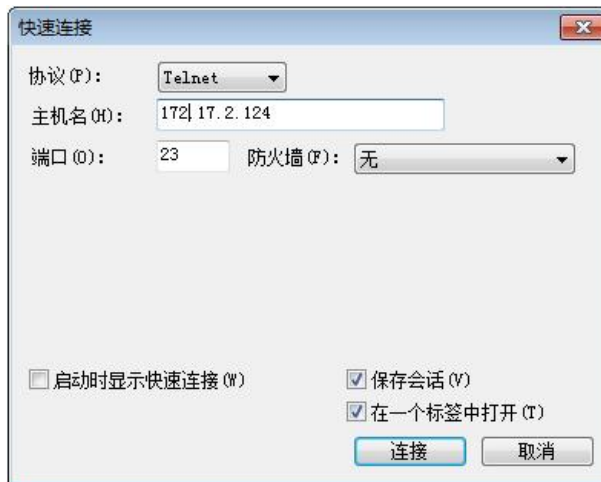 快速连接
协议(P): Telnet
主机名(H): 172.17.2.124
端口(O): 23 防火墙(F): 无
启动时显示快速连接(W) 保存会话(V)
在一个标签中打开(T)
连接 取消